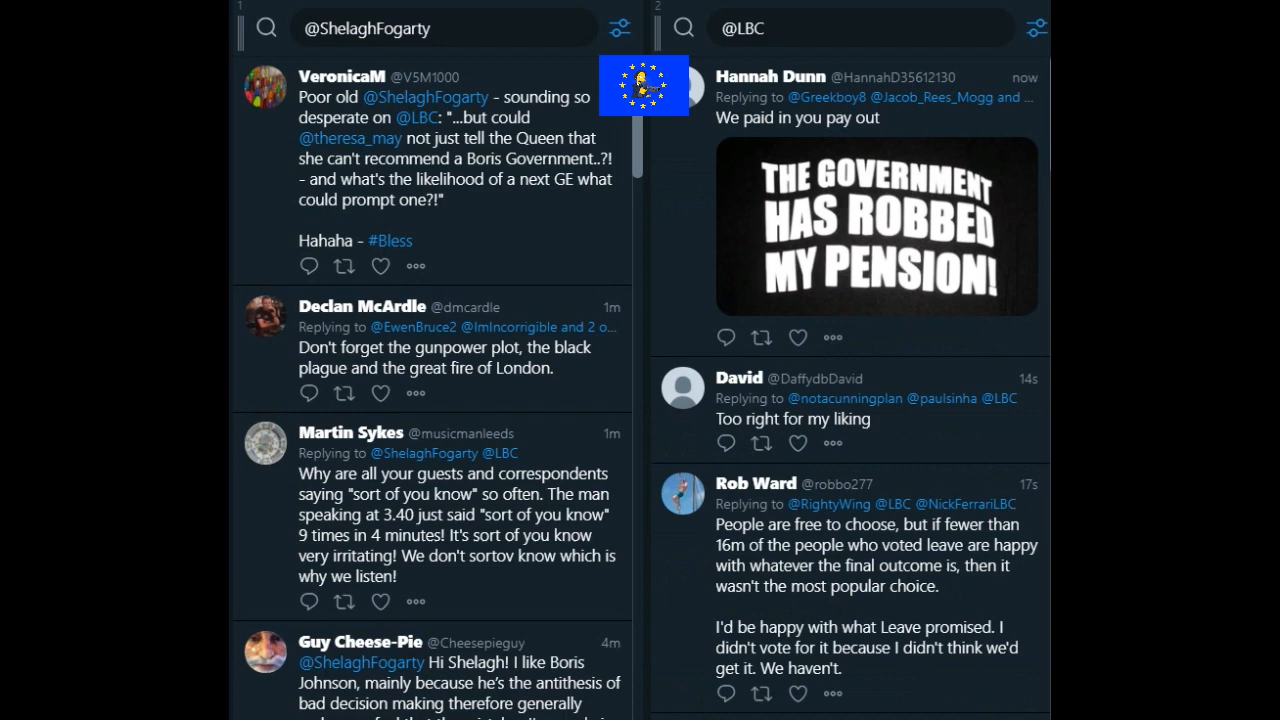 1
@ShelaghFogarty
VeronicaM @V5M1000
Poor old @ShelaghFogarty - sounding so
desperate on @LBC: "...but could
@theresa_may not just tell the Queen that
she can't recommend a Boris Government..?!
- and what's the likelihood of a next GE what
could prompt one?!"
Hahaha - #Bless
Declan McArdle @dmcardle 1m
Replying to @EwenBruce2 @ImIncorrigible and 2 o...
Don't forget the gunpower plot, the black
plague and the great fire of London.
Martin Sykes @musicmanleeds 1m
Replying to @ShelaghFogarty @LBC
Why are all your guests and correspondents
saying "sort of you know" so often. The man
speaking at 3.40 just said "sort of you know"
9 times in 4 minutes! It's sort of you know
very irritating! We don't sortov know which is
why we listen!
Guy Cheese-Pie @Cheesepieguy 4m
@ShelaghFogarty Hi Shelagh! I like Boris
Johnson, mainly because he's the antithesis of
bad decision making therefore generally
2
@LBC
Hannah Dunn @HannahD35612130 now
Replying to @Greekboy8 @Jacob_Rees_Mogg and ...
We paid in you pay out
THE GOVERNMENT
HAS ROBBED
MY PENSION!
David @DaffydbDavid 14s
Replying to @notacunningplan @paulsinha @LBC
Too right for my liking
Rob Ward @robbo277 17s
Replying to @RightyWing @LBC @NickFerrariLBC
People are free to choose, but if fewer than
16m of the people who voted leave are happy
with whatever the final outcome is, then it
wasn't the most popular choice.
I'd be happy with what Leave promised. I
didn't vote for it because I didn't think we'd
get it. We haven't.